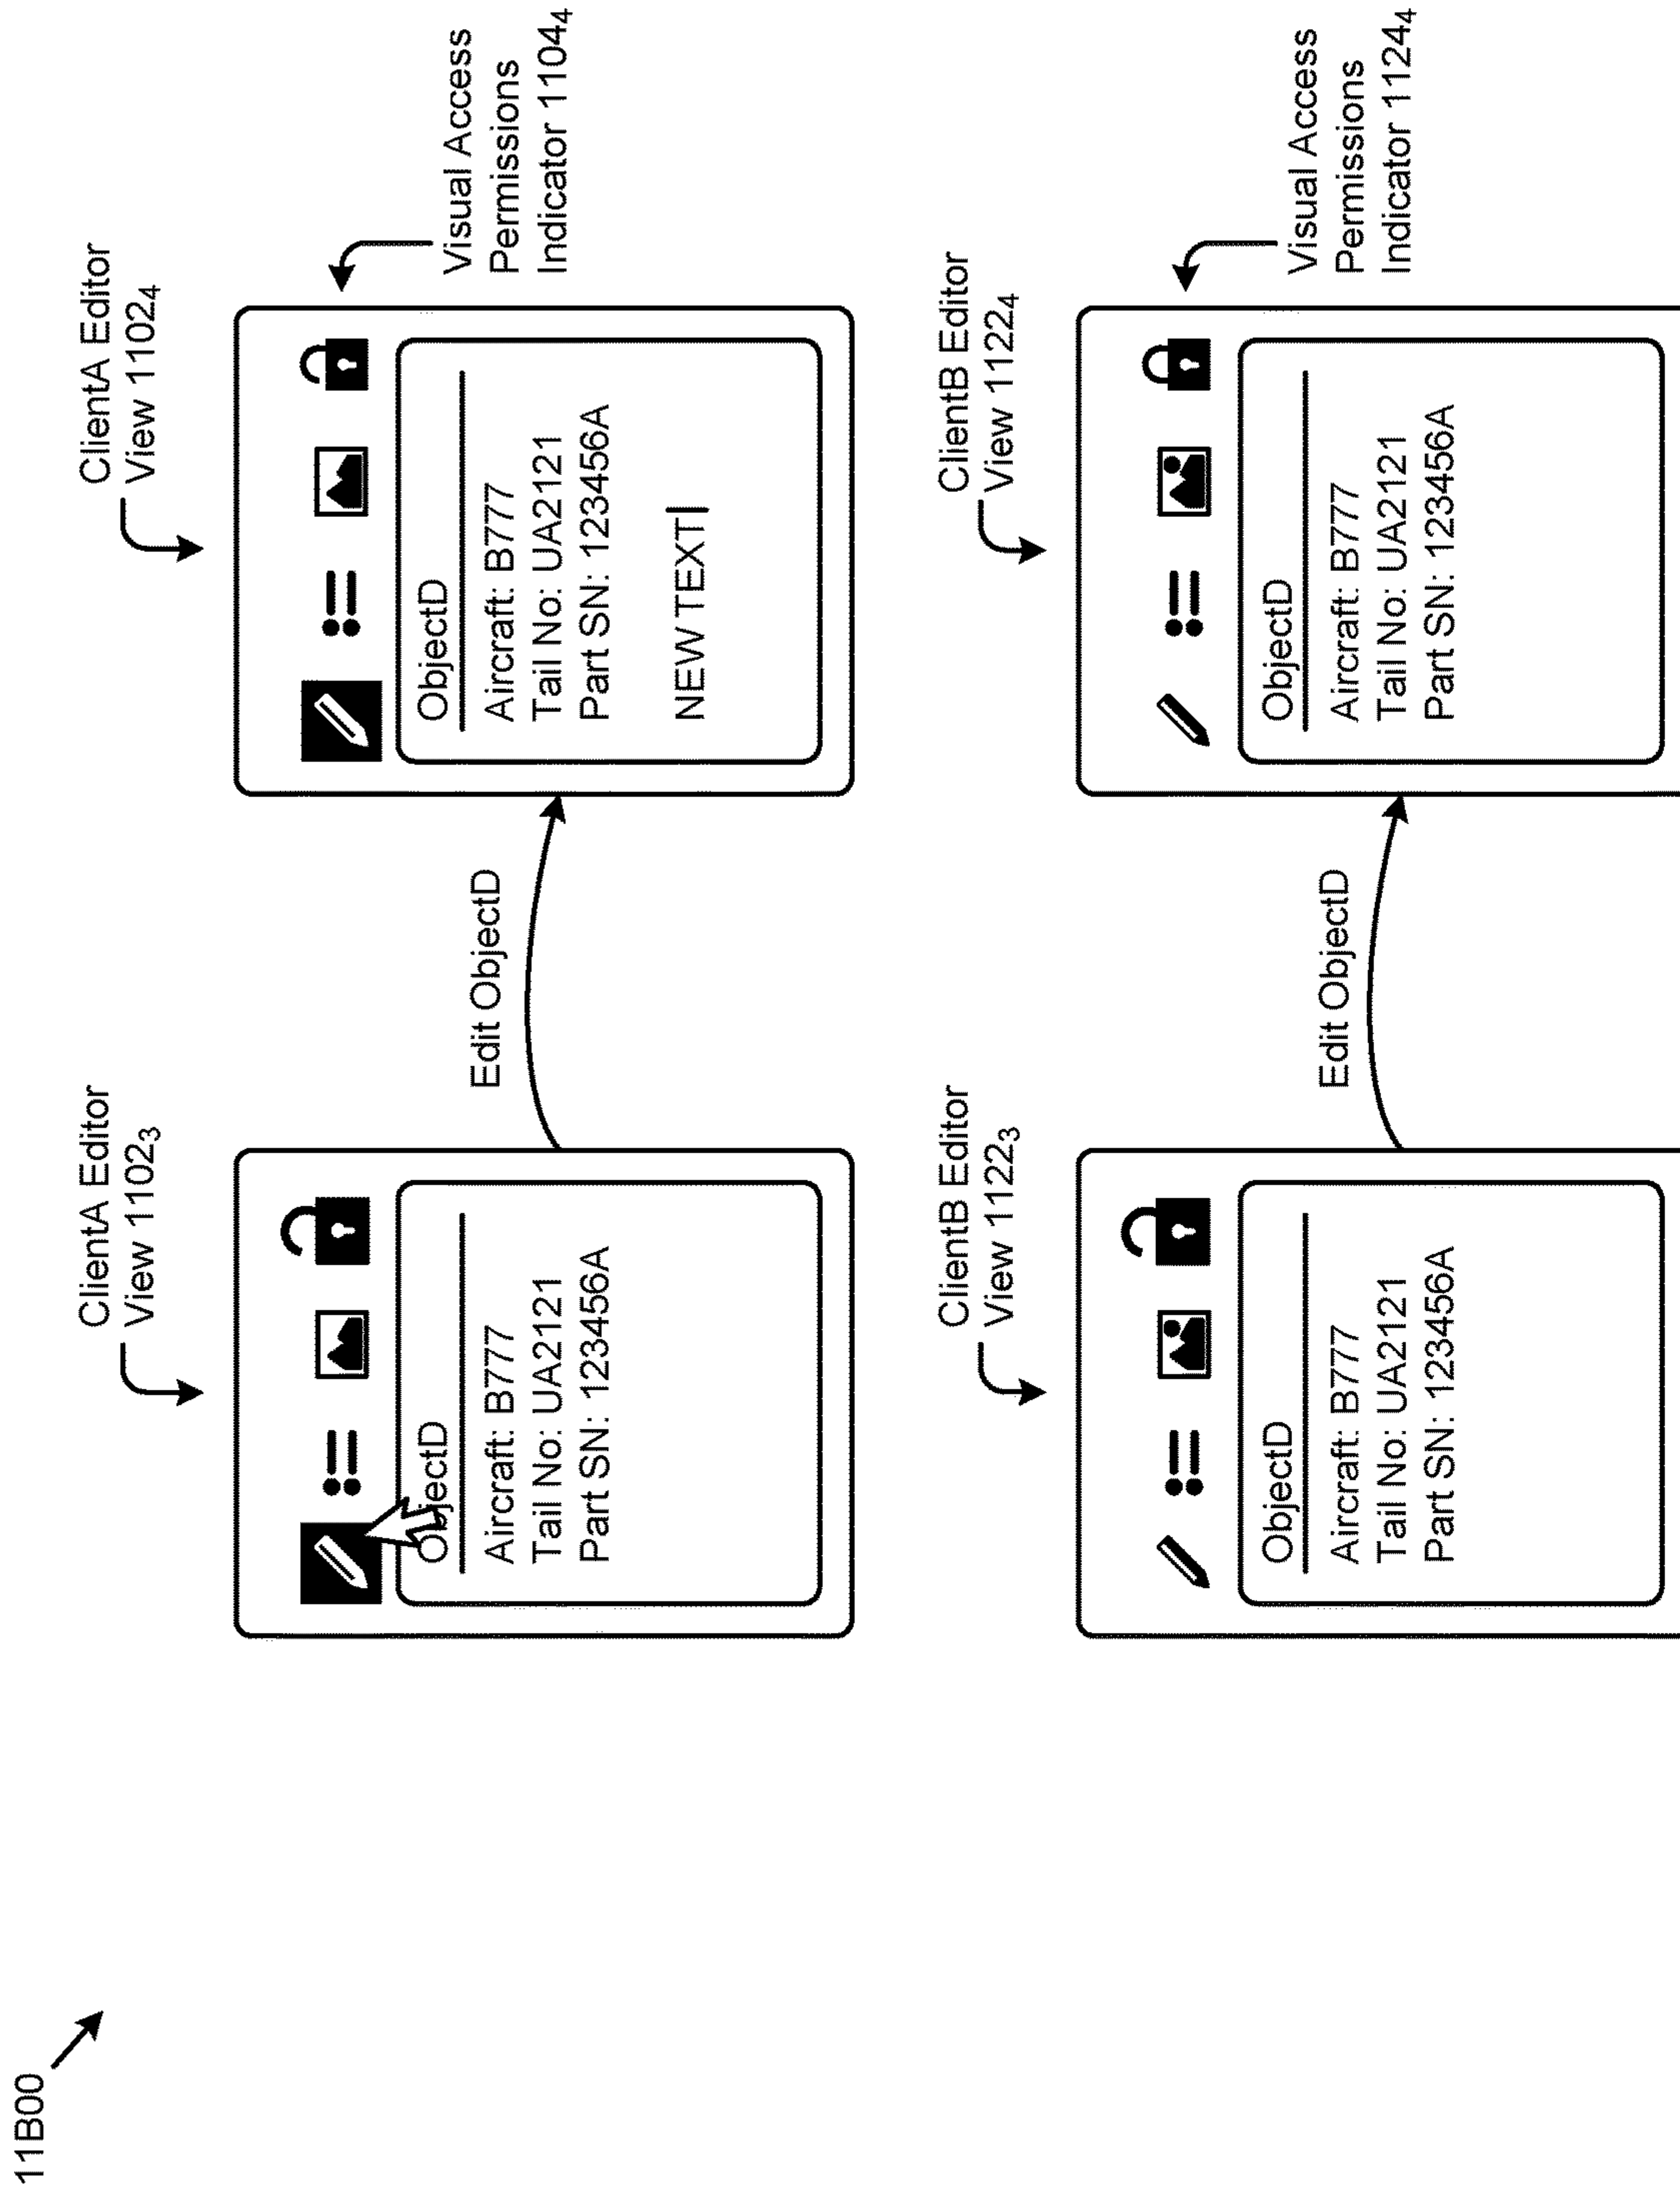 11B00
ClientA Editor
View 1102₃
ObjectD
Aircraft: B777
Tail No: UA2121
Part SN: 123456A
Edit ObjectD
ClientA Editor
View 1102₄
ObjectD
Aircraft: B777
Tail No: UA2121
Part SN: 123456A
NEW TEXT
Visual Access
Permissions
Indicator 1104₄
ClientB Editor
View 1122₃
ObjectD
Aircraft: B777
Tail No: UA2121
Part SN: 123456A
Edit ObjectD
ClientB Editor
View 1122₄
ObjectD
Aircraft: B777
Tail No: UA2121
Part SN: 123456A
Visual Access
Permissions
Indicator 1124₄